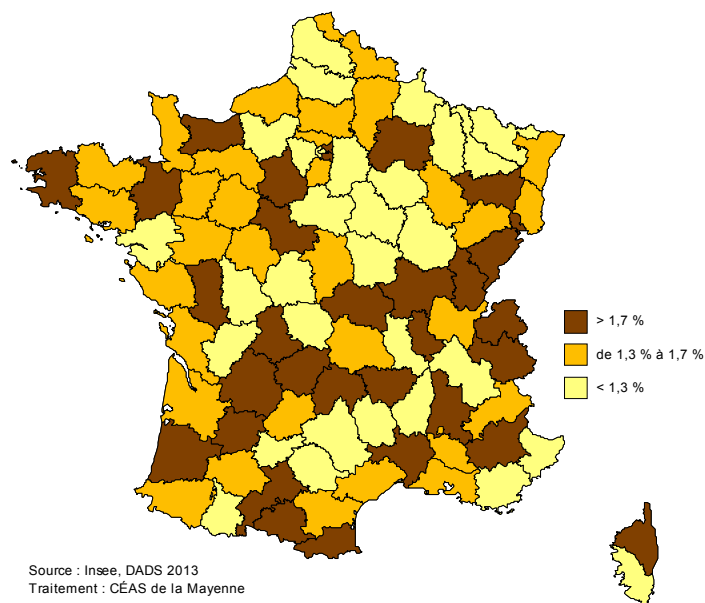 > 1,7 %
de 1,3 % à 1,7 %
< 1,3 %
Source : Insee, DADS 2013
Traitement : CÉAS de la Mayenne